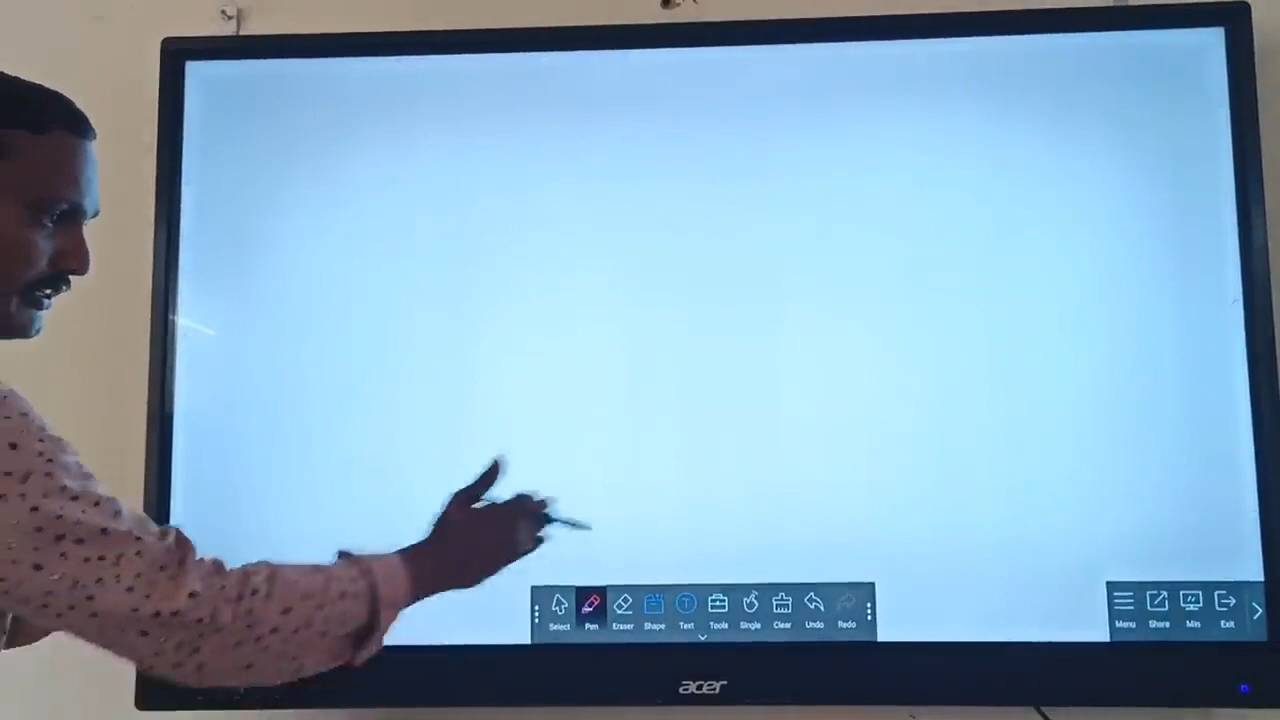 Select Pen Eraser Shape Text Tools Single Clear Undo Redo
Menu Share Min Exit
acer